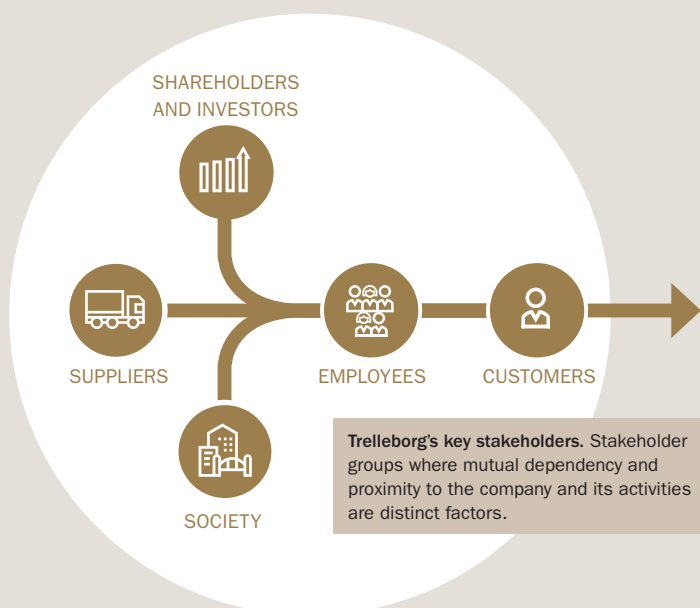 SHAREHOLDERS
AND INVESTORS
SUPPLIERS
EMPLOYEES
CUSTOMERS
SOCIETY
Trelleborg's key stakeholders. Stakeholder
groups where mutual dependency and
proximity to the company and its activities
are distinct factors.